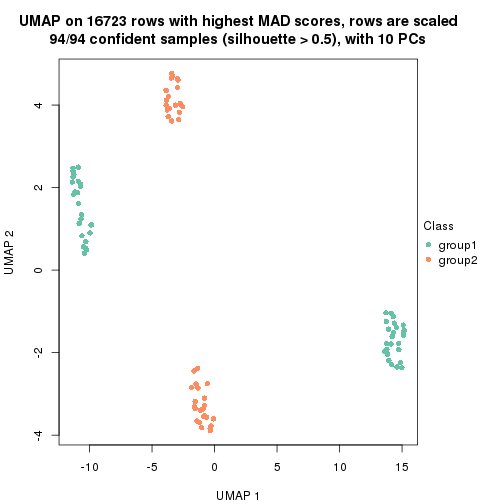 UMAP on 16723 rows with highest MAD scores, rows are scaled
94/94 confident samples (silhouette > 0.5), with 10 PCs
4
2
0
-2
-4
UMAP 2
Class
group1
group2
-10 -5 0 5 10 15
UMAP 1